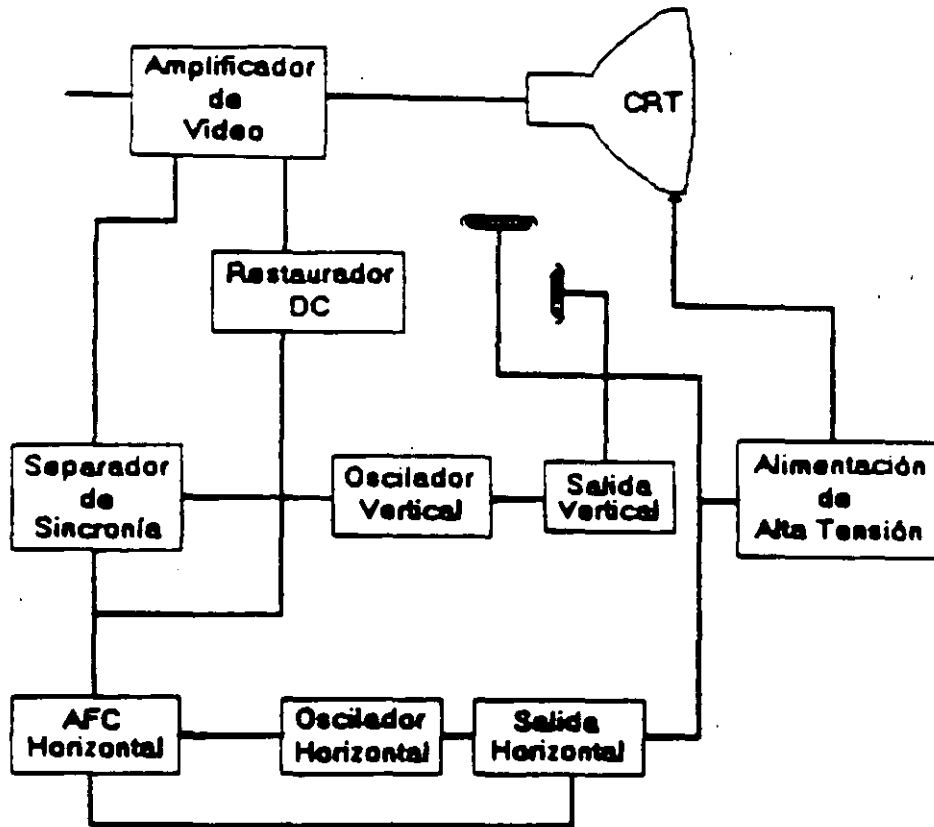 Amplificador
de
Video
CRT
Restaurador
DC
Separador
de
Sincronía
Oscilador
Vertical
Salida
Vertical
Alimentación
de
Alta Tensión
AFC
Horizontal
Oscilador
Horizontal
Salida
Horizontal